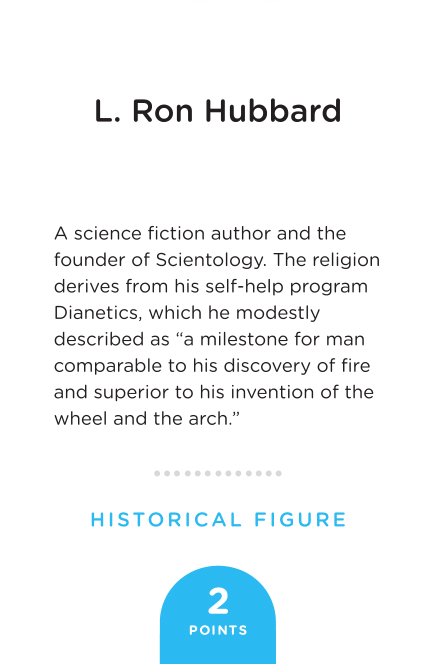 L. Ron Hubbard
A science fiction author and the
founder of Scientology. The religion
derives from his self-help program
Dianetics, which he modestly
described as “a milestone for man
comparable to his discovery of fire
and superior to his invention of the
wheel and the arch.”
HISTORICAL FIGURE
2
POINTS